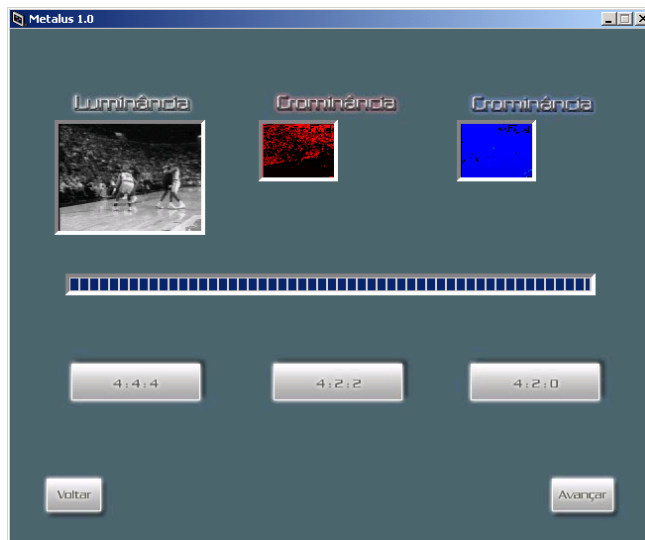 Metalus 1.0
Luminância
Crominância
Crominância
4:4:4
4:2:2
4:2:0
Voltar
Avançar